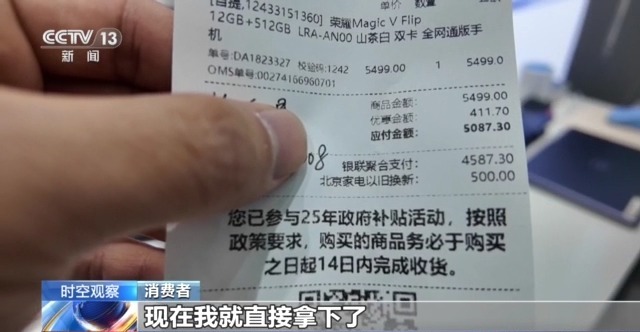 CCTV 13
新闻
[自提,12433151360] 荣耀Magic V Flip
12GB+512GB LRA-AN00 山茶白 双卡 全网通版手
机
单价 数量
单号:DA1823327 校验码:1242 5499.00 1 5499.0
OMS单号:00274166960701
商品金额: 5499.00
优惠金额: 411.70
应付金额: 5087.30
银联聚合支付: 4587.30
北京家电以旧换新: 500.00
您已参与25年政府补贴活动，按照
政策要求，购买的商品务必于购买
之日起14日内完成收货。
时空观察 消费者
现在我就直接拿下了